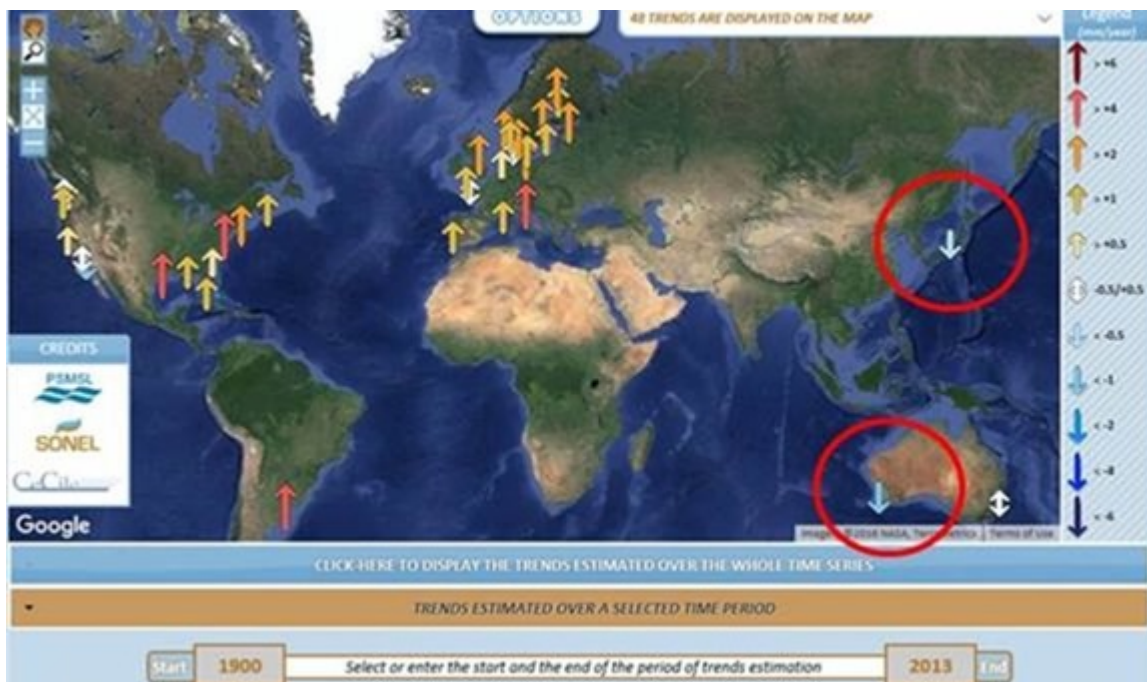 OPTIONS
48 TRENDS ARE DISPLAYED ON THE MAP
Legend
(mm/year)
> +6
> +4
> +2
> +1
> +0.5
-0.5/+0.5
< -0.5
< -1
< -2
< -4
< -6
CREDITS
PSMSL
SONEL
Google
©2016 NASA, Terms of Use
CLICK HERE TO DISPLAY THE TRENDS ESTIMATED OVER THE WHOLE TIME SERIES
TRENDS ESTIMATED OVER A SELECTED TIME PERIOD
Start 1900 Select or enter the start and the end of the period of trends estimation 2013 End